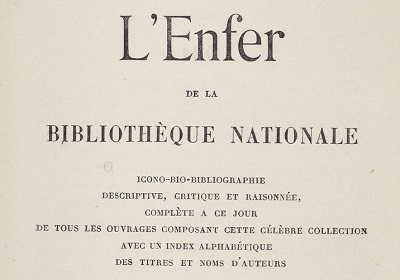 L'Enfer
DE LA
BIBLIOTHÈQUE NATIONALE
ICONO-BIO-BIBLIOGRAPHIE
DESCRIPTIVE, CRITIQUE ET RAISONNÉE,
COMPLÈTE A CE JOUR
DE TOUS LES OUVRAGES COMPOSANT CETTE CÉLÈBRE COLLECTION
AVEC UN INDEX ALPHABÉTIQUE
DES TITRES ET NOMS D'AUTEURS